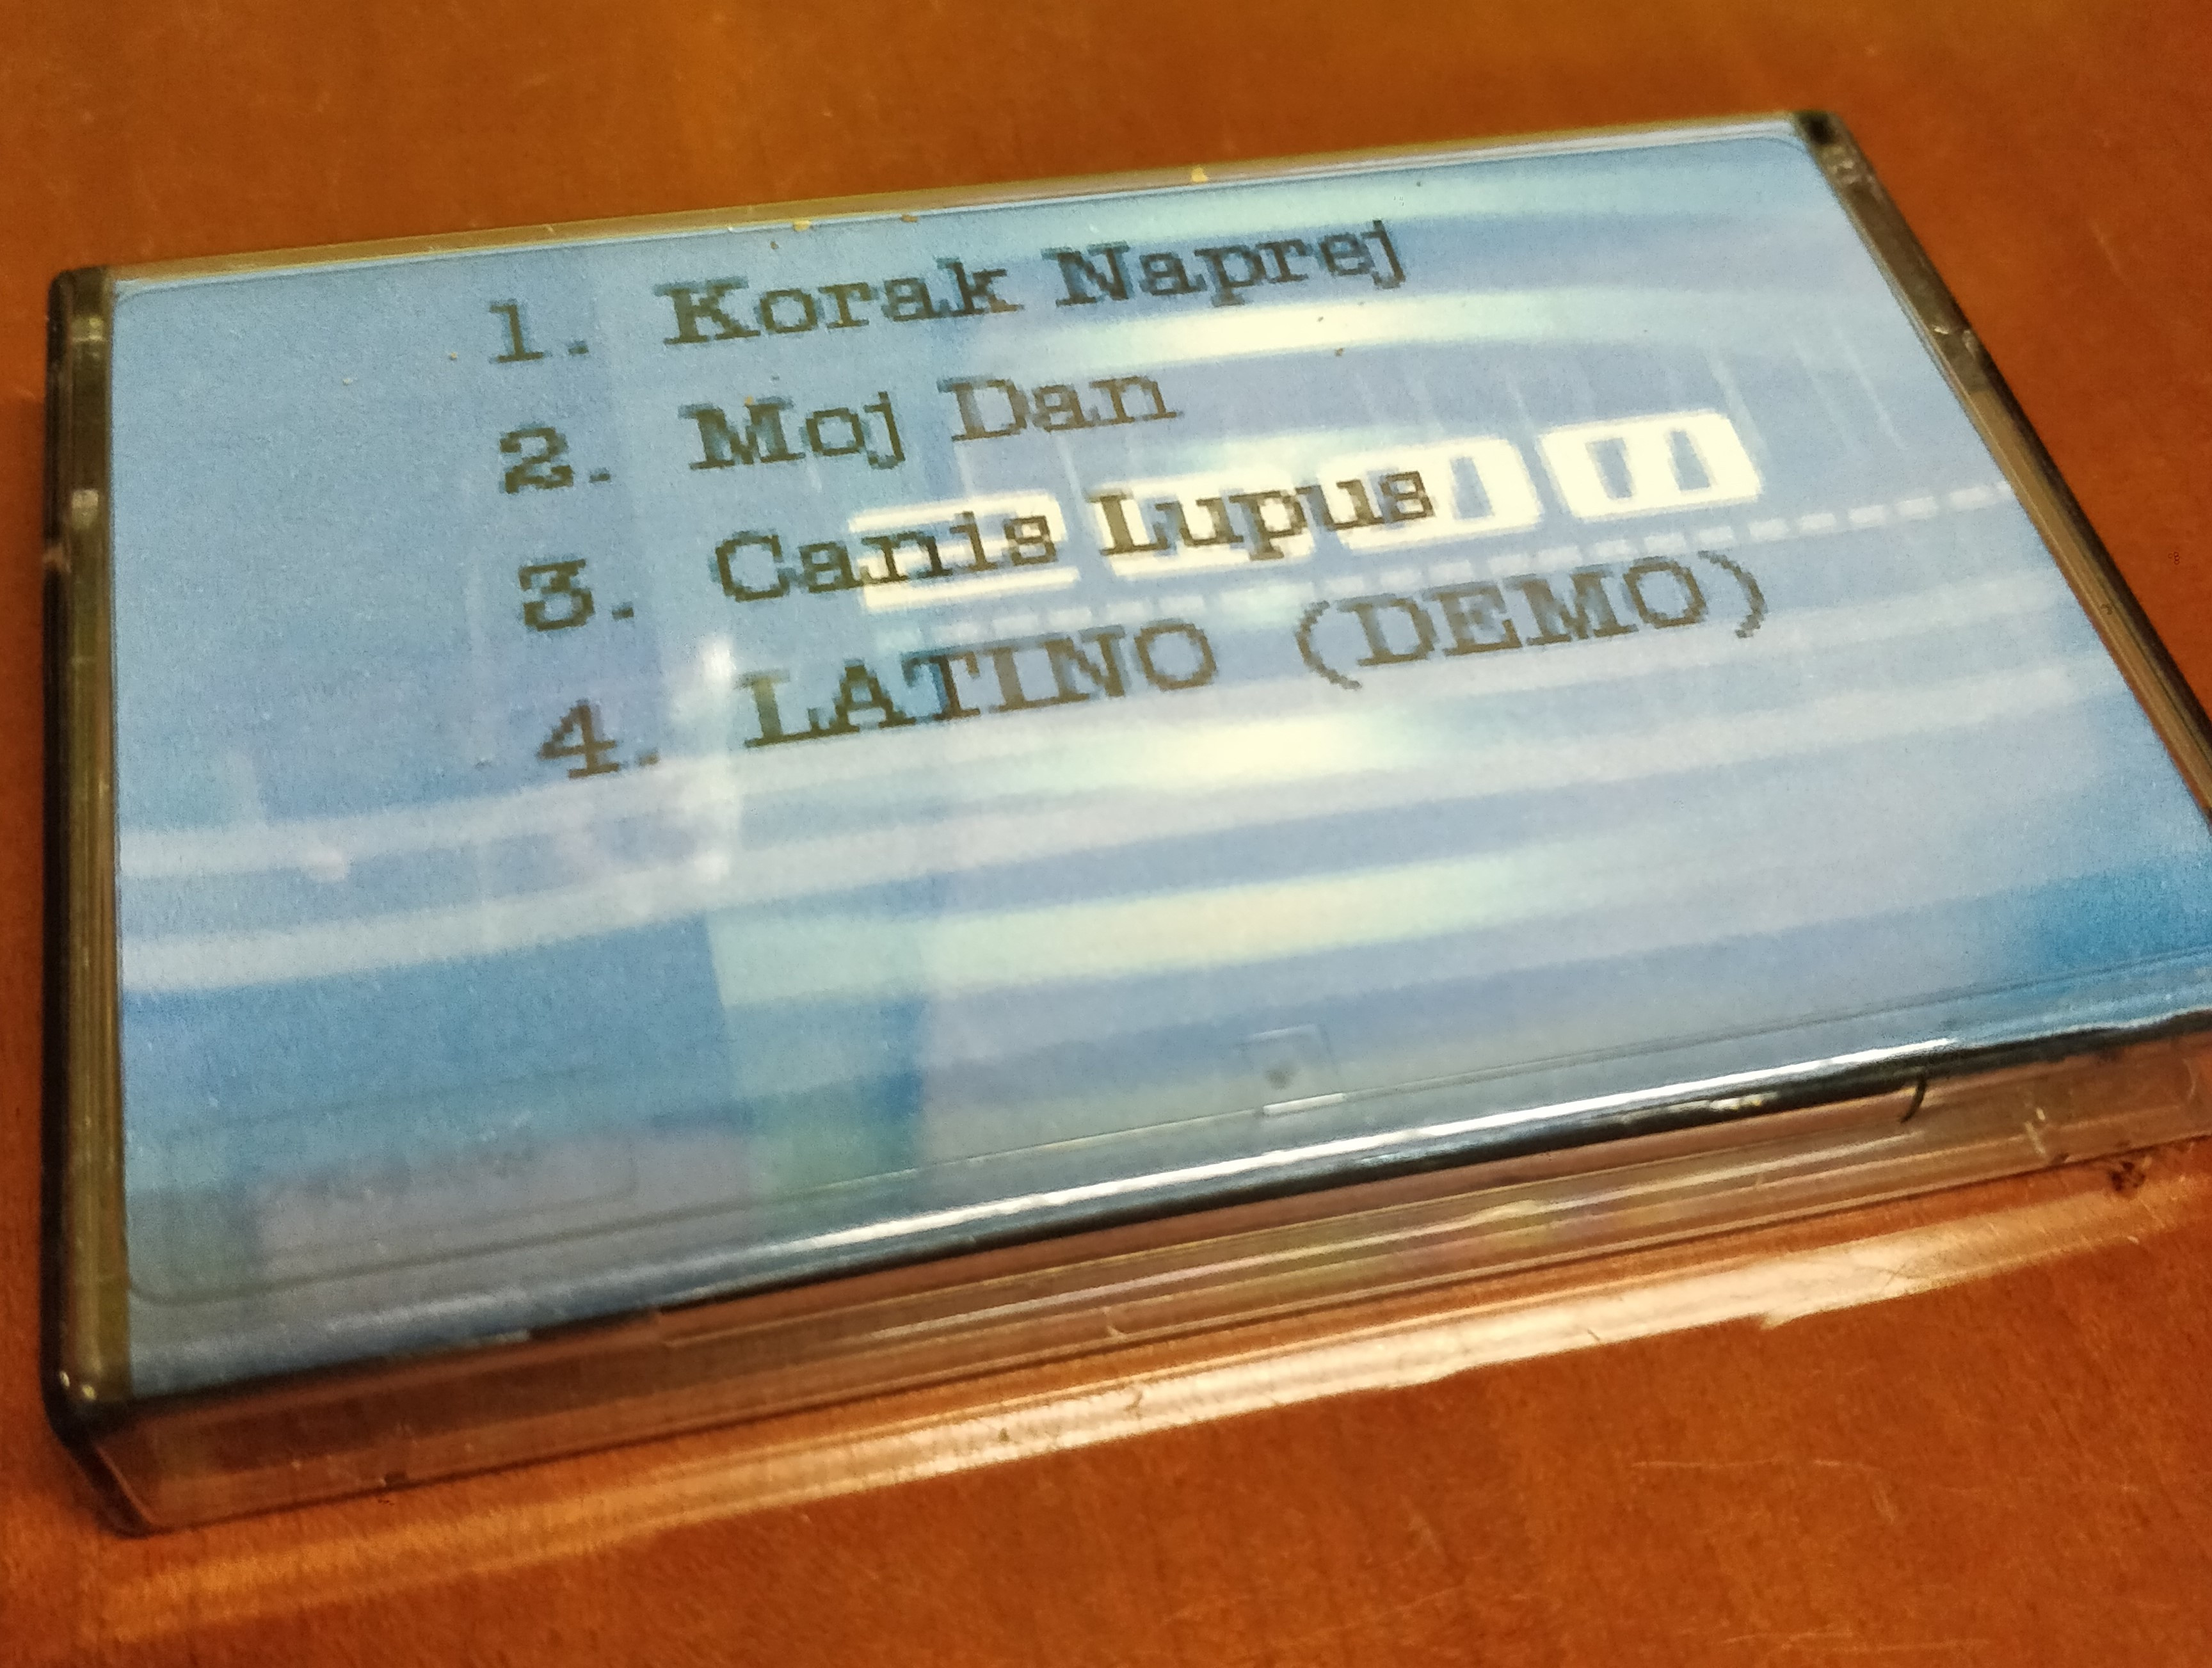 1. Korak Naprej
2. Moj Dan
3. Canis Lupus
4. LATINO (DEMO)